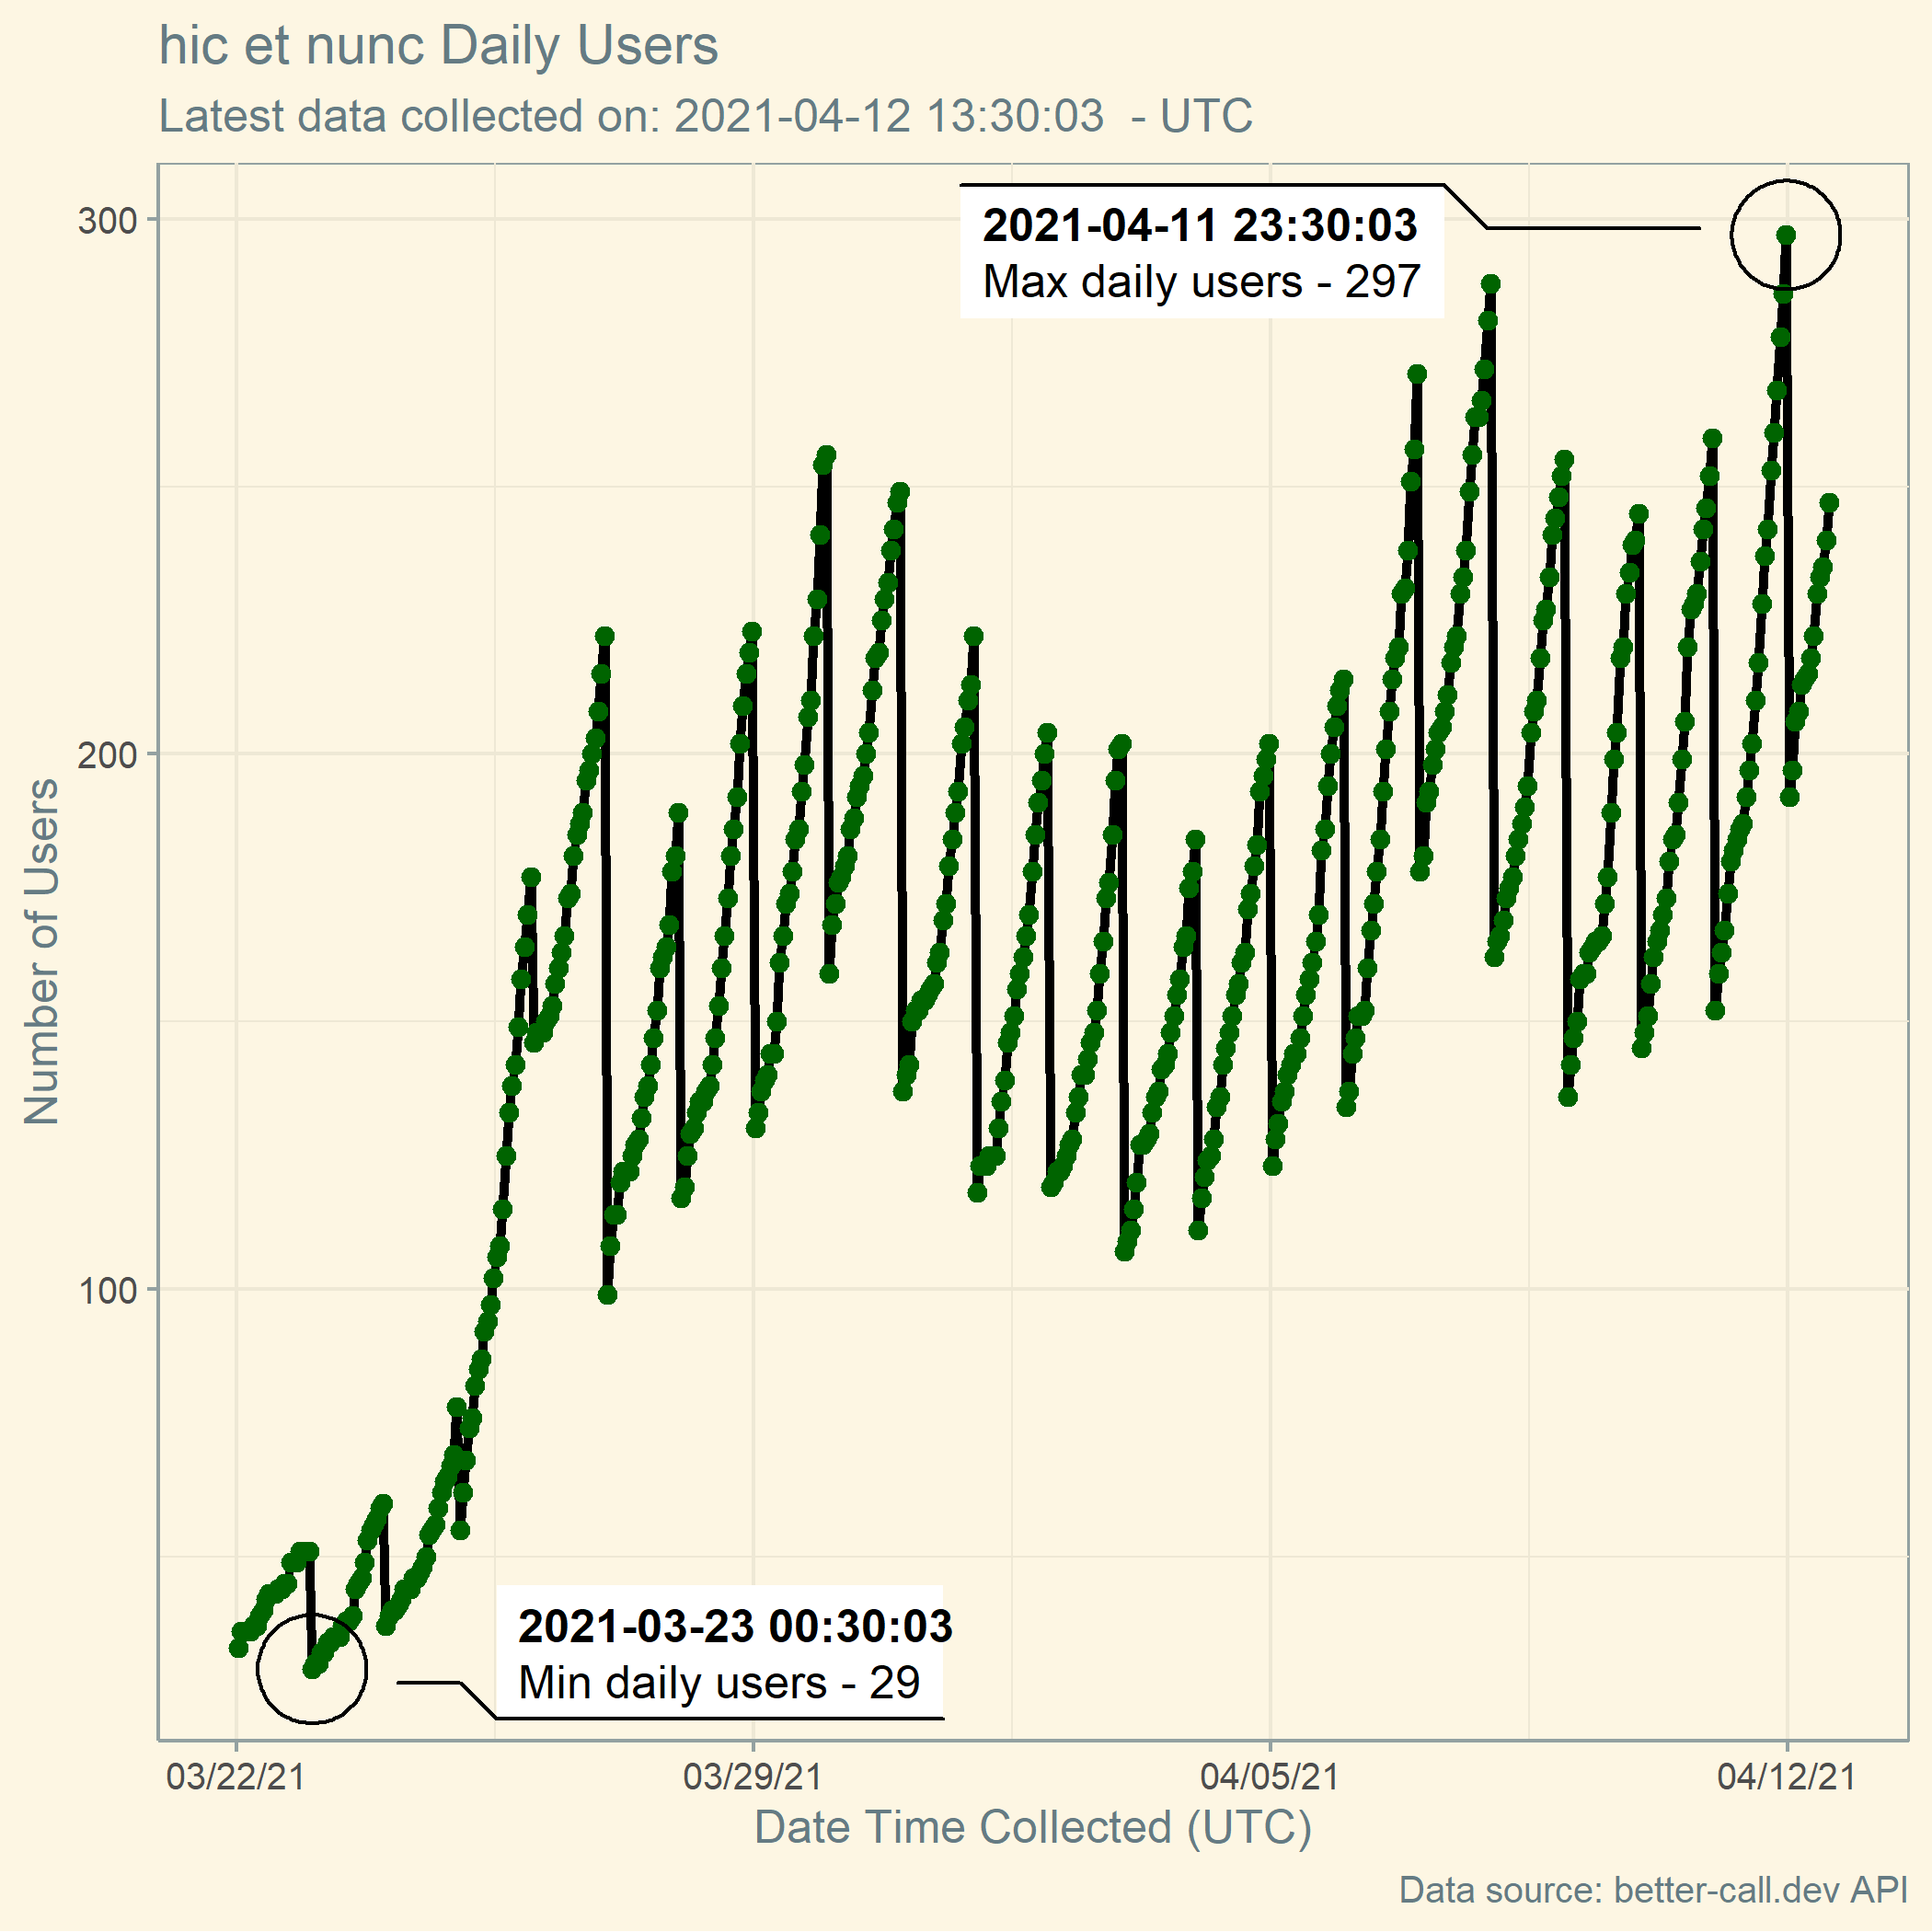 hic et nunc Daily Users
Latest data collected on: 2021-04-12 13:30:03  - UTC
2021-04-11 23:30:03
Max daily users - 297
300
200
100
Number of Users
2021-03-23 00:30:03
Min daily users - 29
03/22/21
03/29/21
04/05/21
04/12/21
Date Time Collected (UTC)
Data source: better-call.dev API